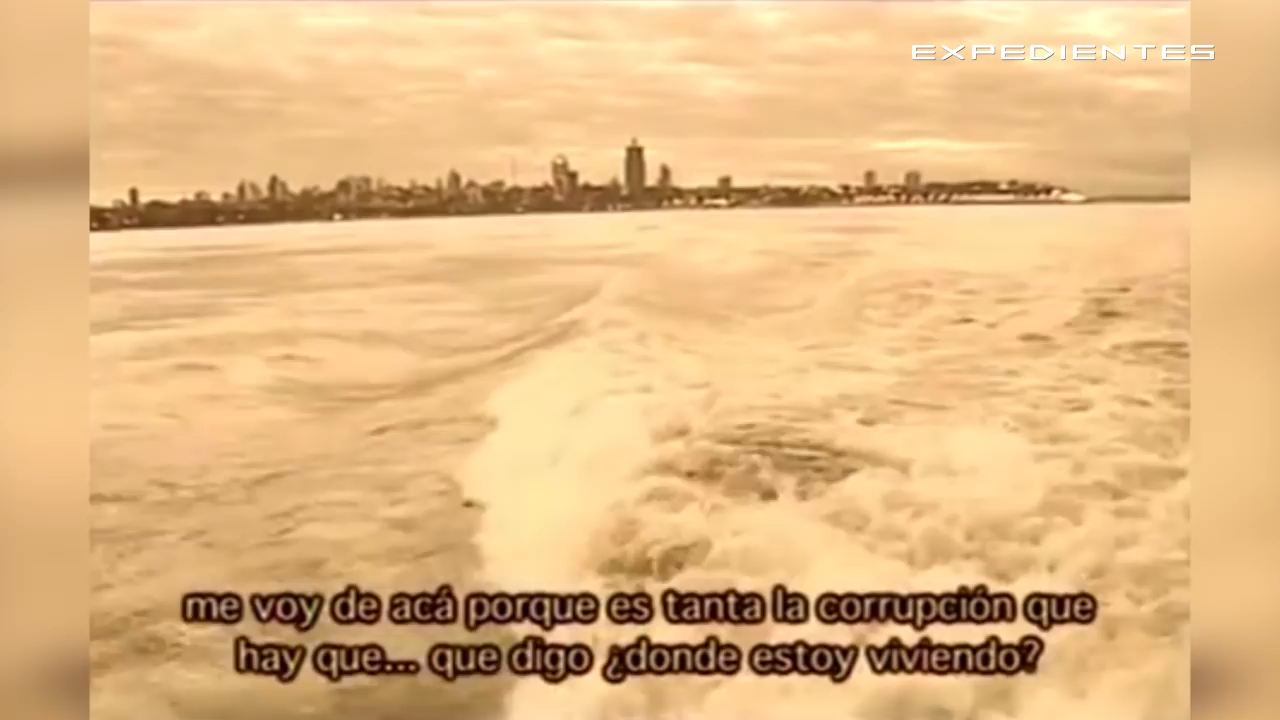 EXPEDIENTES
me voy de acá porque es tanta la corrupción que
hay que... que digo ¿donde estoy viviendo?